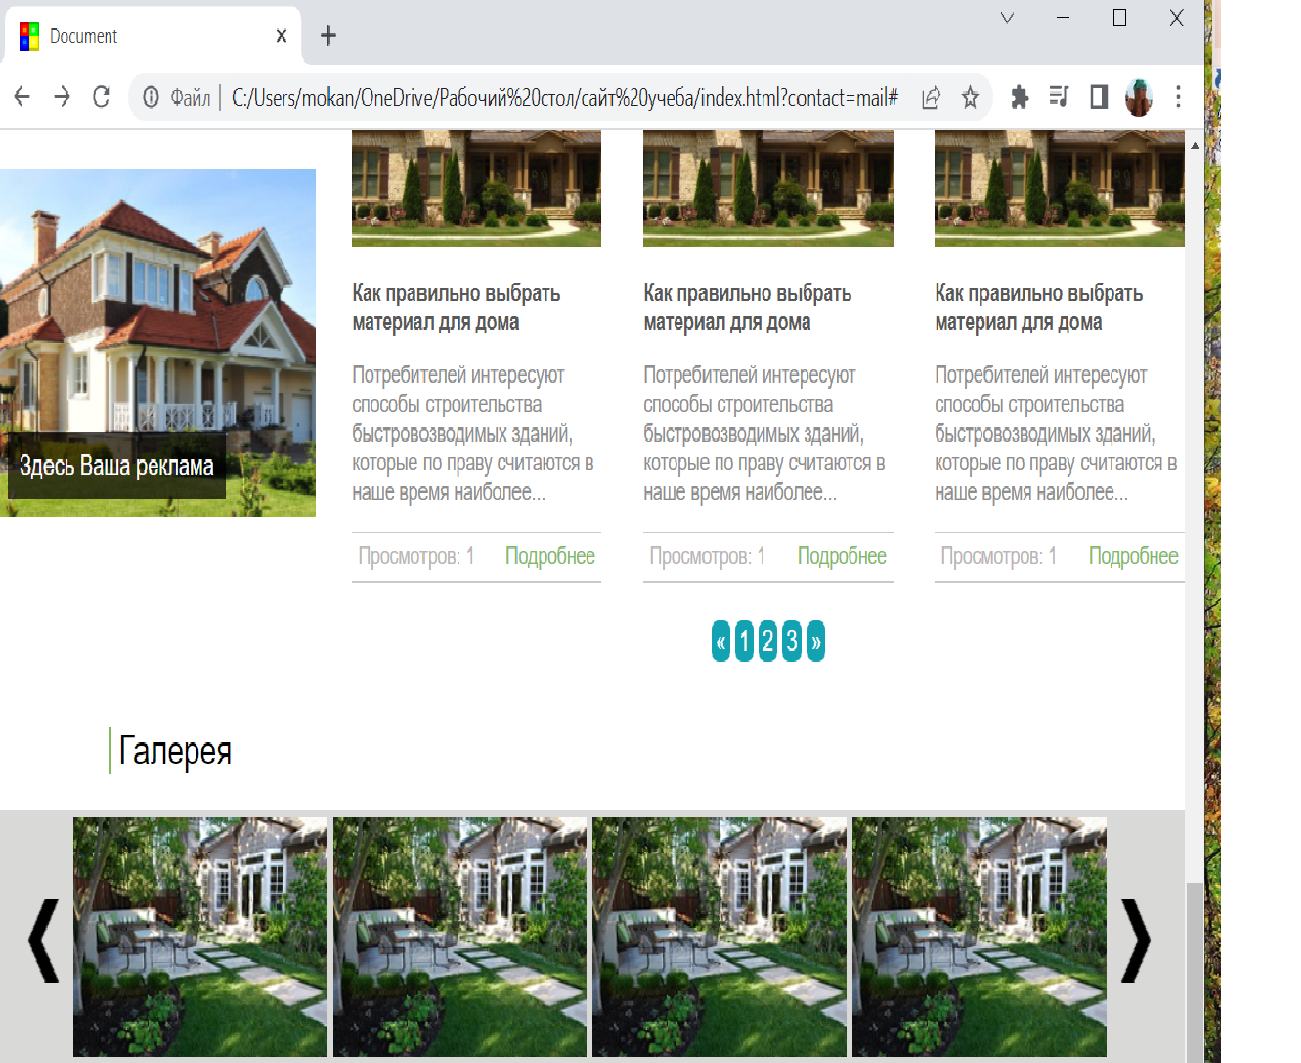 Document
Файл
C:/Users/mokan/OneDrive/Рабочий%20стол/сайт%20учеба/index.html?contact=mail#
Здесь Ваша реклама
Как правильно выбрать
материал для дома
Потребителей интересуют
способы строительства
быстровозводимых зданий,
которые по праву считаются в
наше время наиболее...
Просмотров: 1 Подробнее
Как правильно выбрать
материал для дома
Потребителей интересуют
способы строительства
быстровозводимых зданий,
которые по праву считаются в
наше время наиболее...
Просмотров: 1 Подробнее
Как правильно выбрать
материал для дома
Потребителей интересуют
способы строительства
быстровозводимых зданий,
которые по праву считаются в
наше время наиболее...
Просмотров: 1 Подробнее
« 1 2 3 »
Галерея